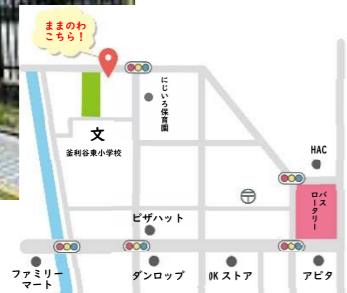 ままのわ
こちら！
にじいろ保育園
文
釜利谷東小学校
HAC
バスロータリー
〒
ピザハット
ファミリー
マート
ダンロップ
OKストア
アピタ